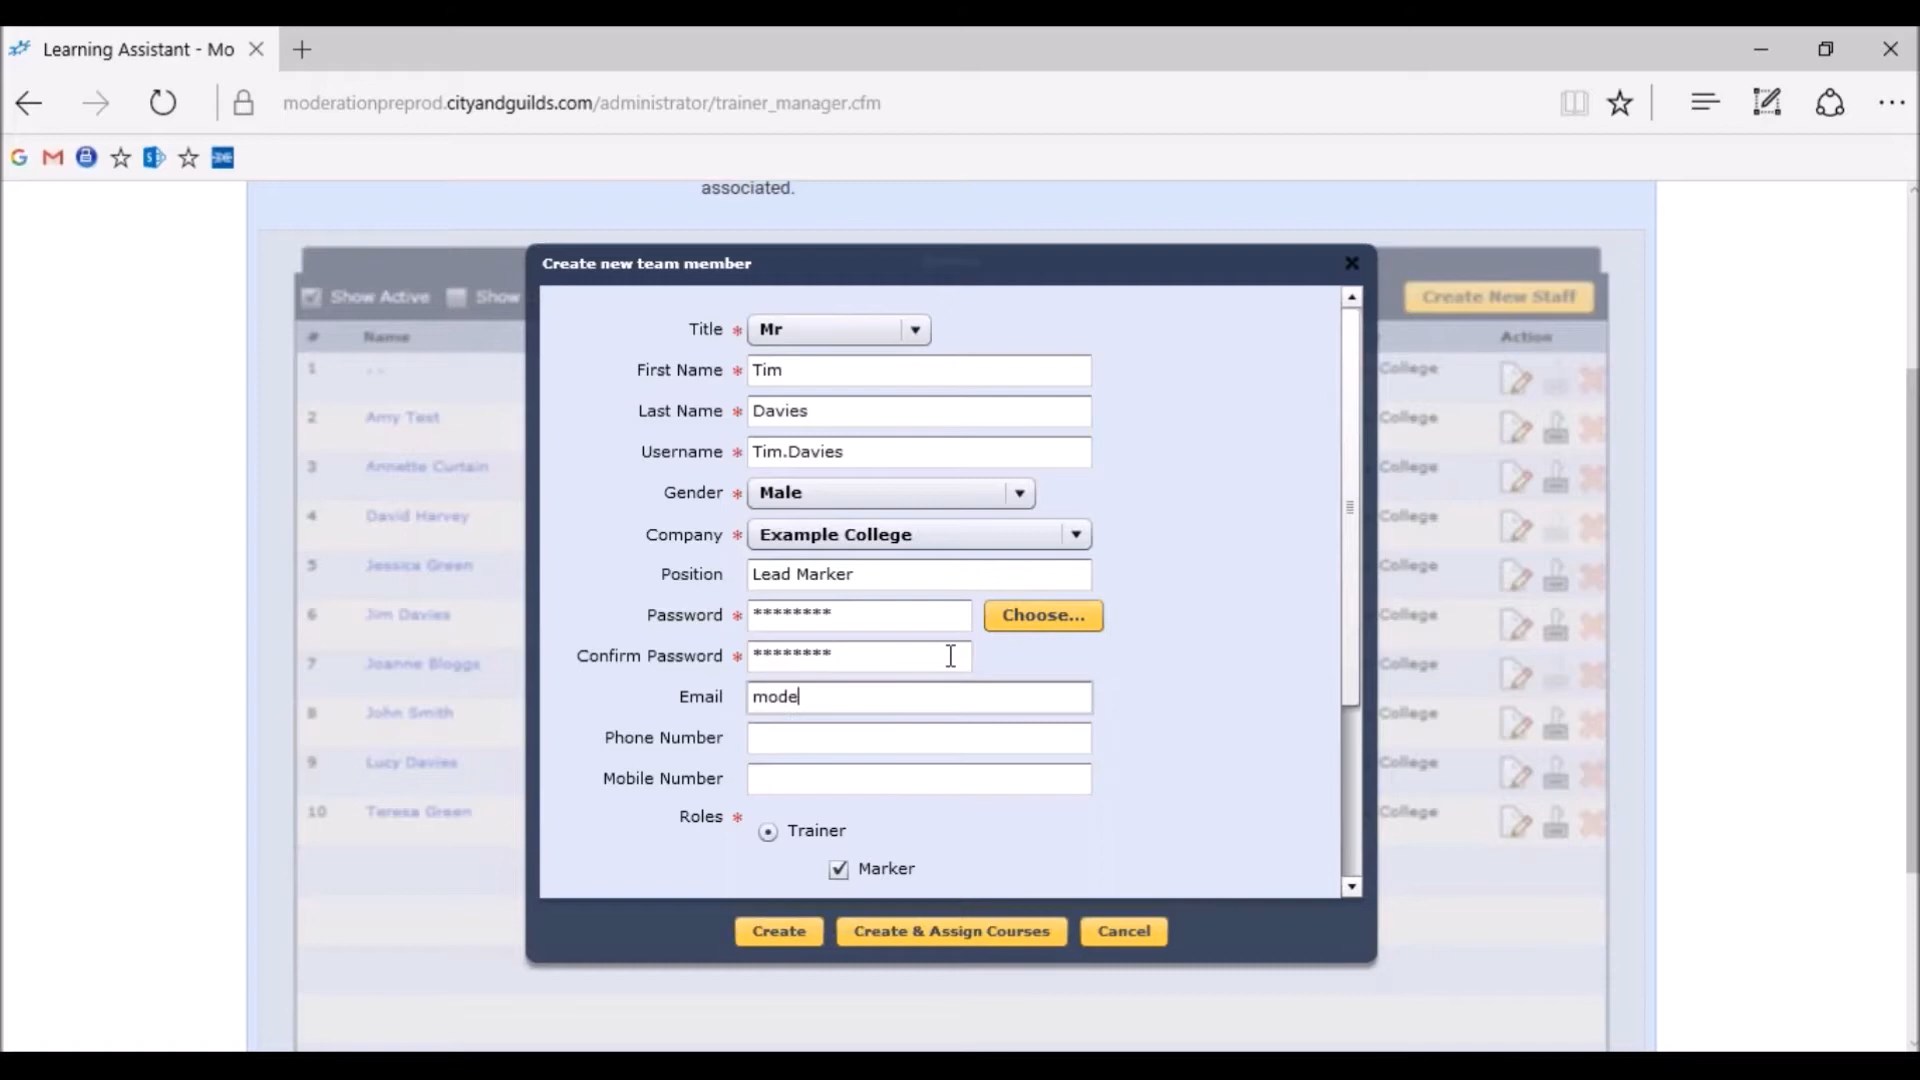 Learning Assistant - Mo
moderationpreprod.cityandguilds.com/administrator/trainer_manager.cfm
associated.
Create new team member
Show Active Show
Create New Staff
# Name Action
Title * Mr
First Name * Tim
Last Name * Davies
Username * Tim.Davies
Gender * Male
Company * Example College
Position Lead Marker
Password * ******** Choose...
Confirm Password * ********
Email mode
Phone Number
Mobile Number
Roles * Trainer
Marker
Create Create & Assign Courses Cancel
1 - - College
2 Amy Test College
3 Annette Curtain College
4 David Harvey College
5 Jessica Green College
6 Jim Davies College
7 Joanne Bloggs College
8 John Smith College
9 Lucy Davies College
10 Teresa Green College